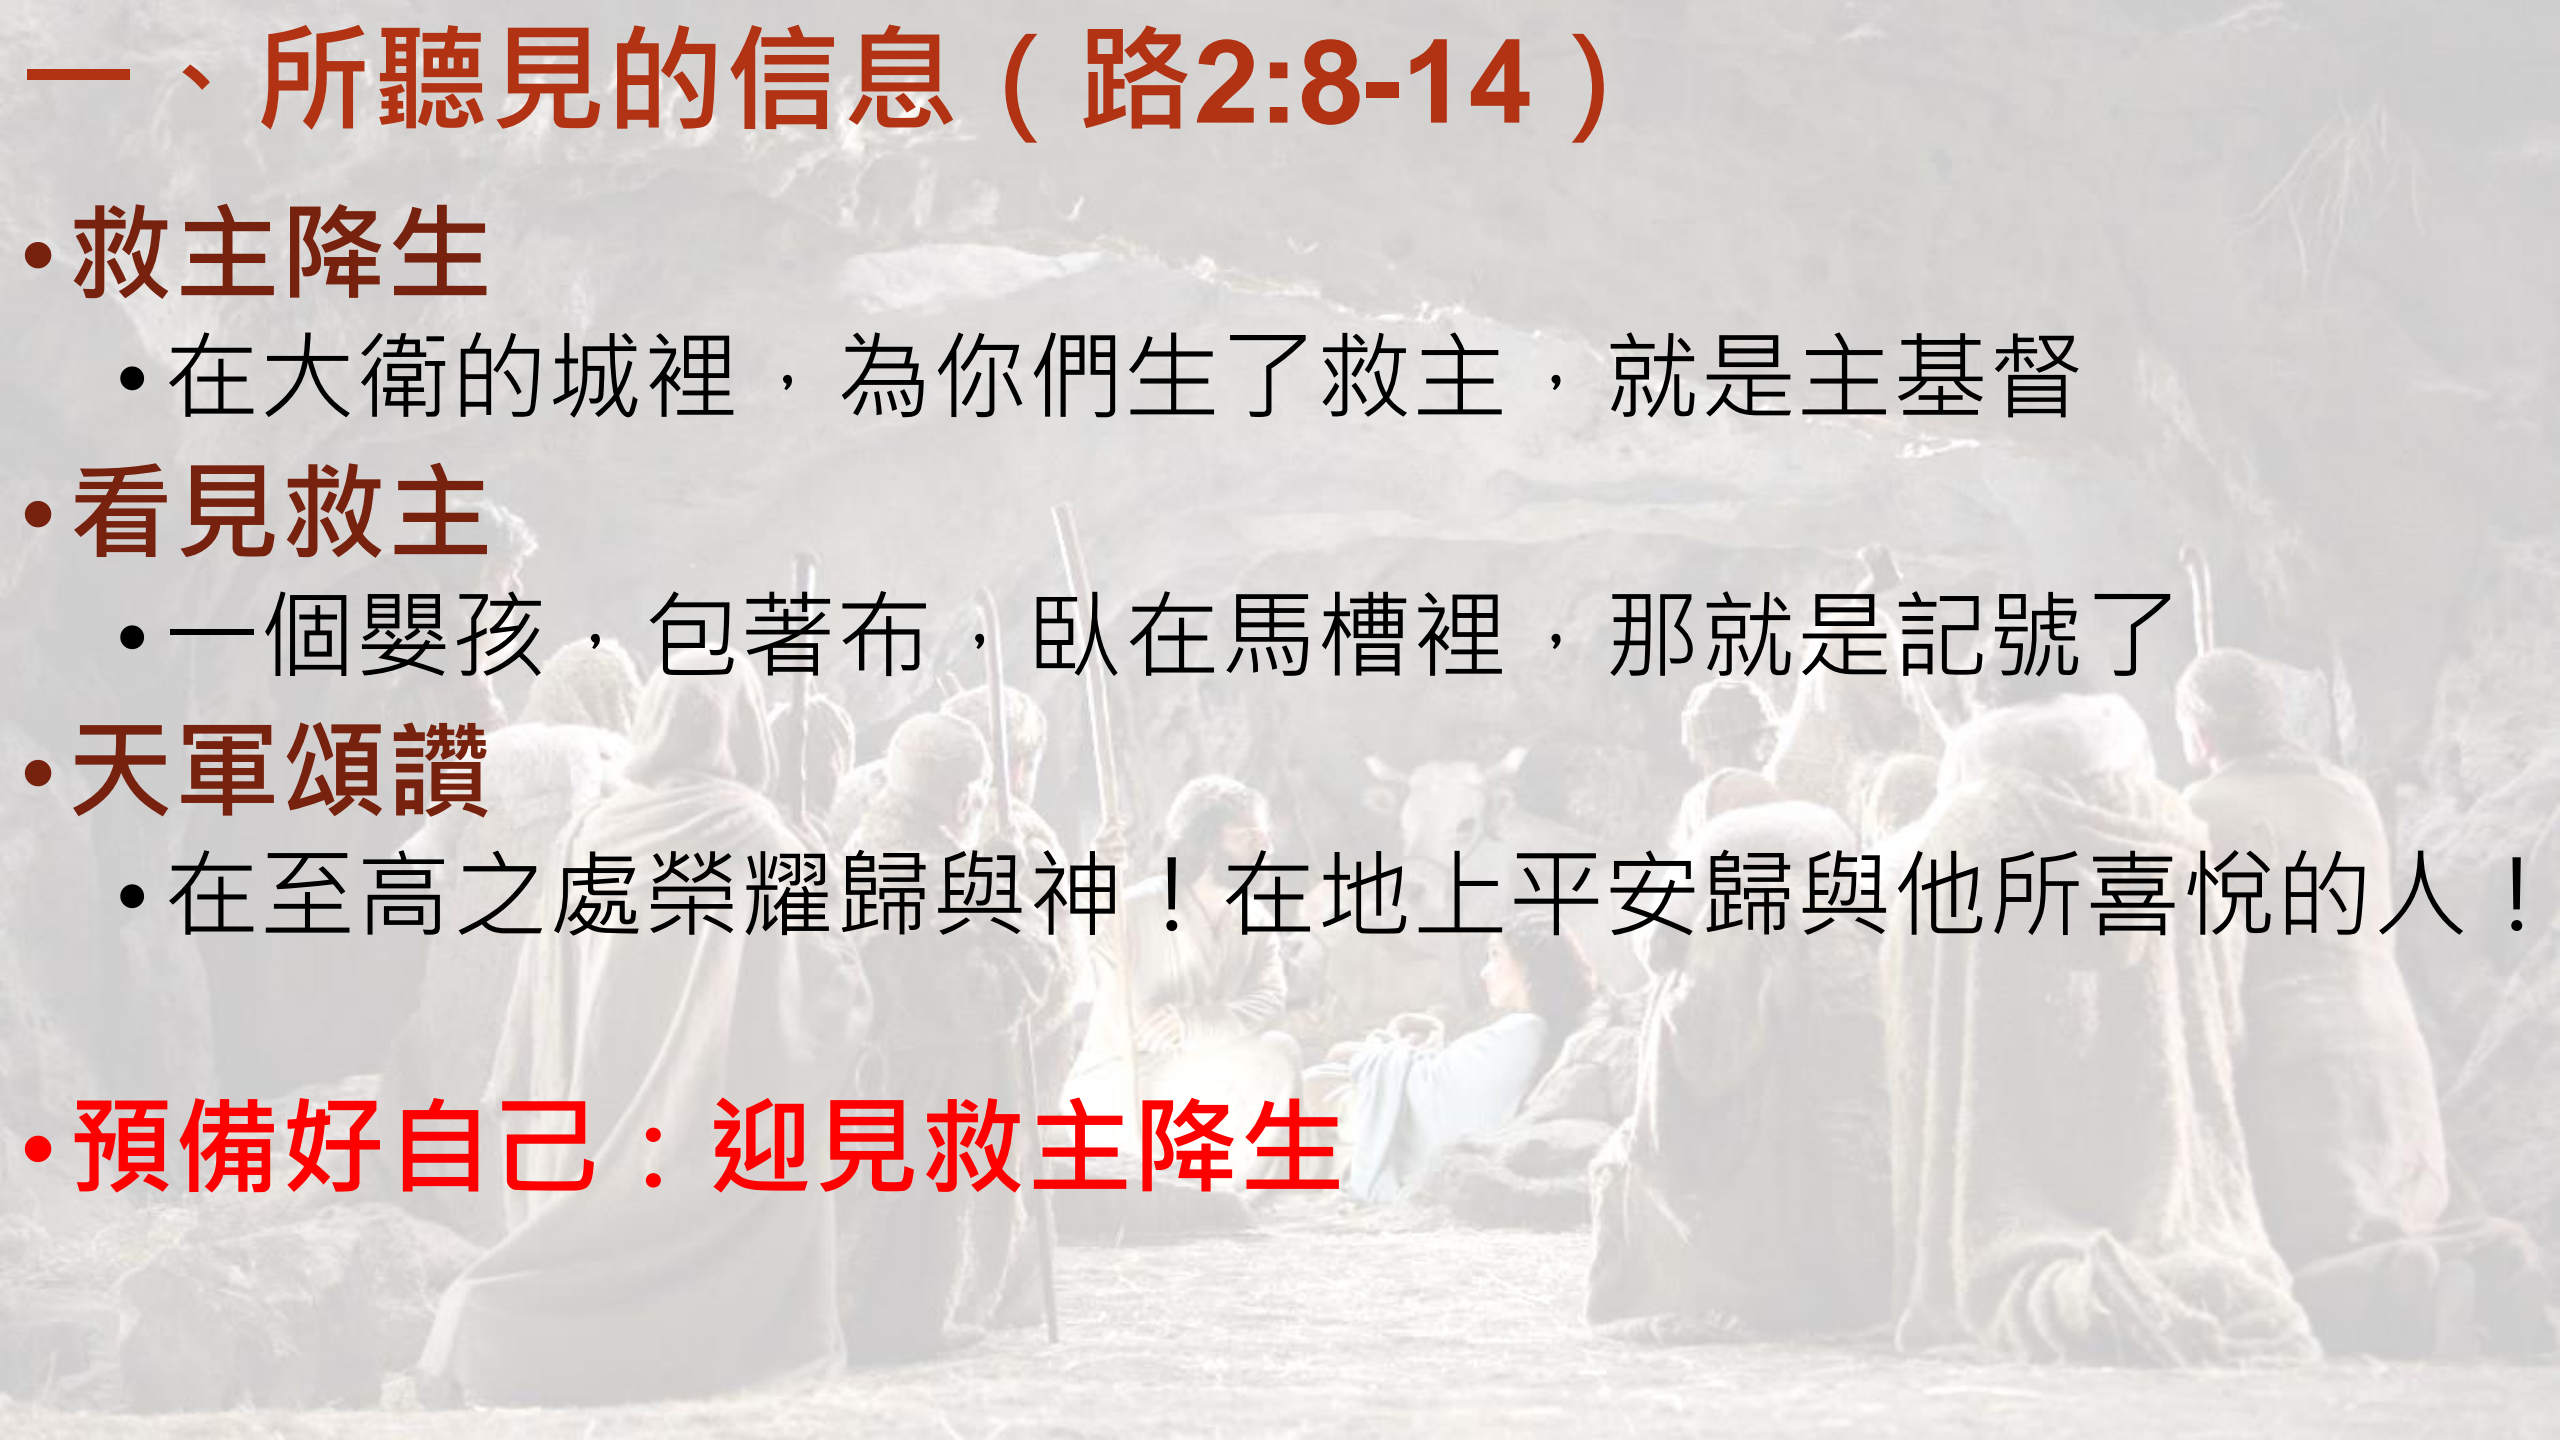 一、所聽見的信息（路2:8-14）
•救主降生
•在大衛的城裡，為你們生了救主，就是主基督
•看見救主
•一個嬰孩，包著布，臥在馬槽裡，那就是記號了
•天軍頌讚
•在至高之處榮耀歸與神！在地上平安歸與他所喜悅的人！
•預備好自己：迎見救主降生